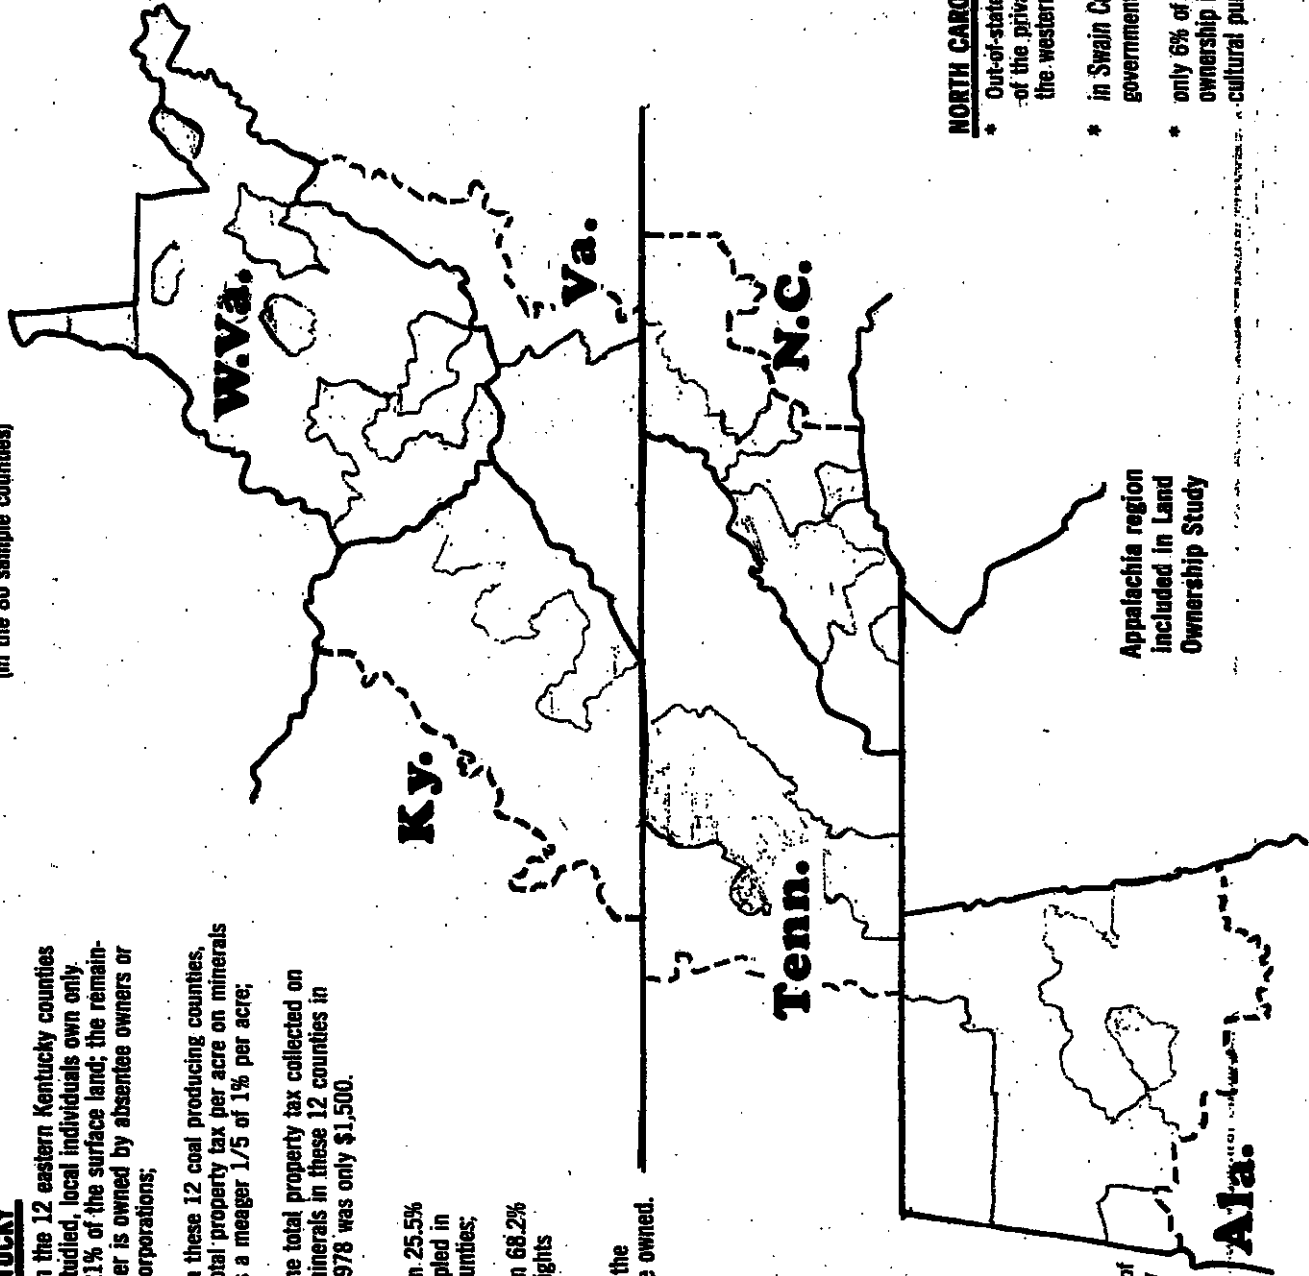 (in the 80 sample counties)
TUCKY
n the 12 eastern Kentucky counties
tuidied, local individuals own only
1% of the surface land; the remain-
er is owned by absentee owners or
orporations;
n these 12 coal producing counties,
otal property tax per acre on minerals
s a meager 1/5 of 1% per acre;
he total property tax collected on
ninerals in these 12 counties in
978 was only $1,500.
n 25.5%
pled in
unties;
n 68.2%
ights
the
e owned.
of
W.Va.
Ky.
Va.
Tenn.
N.C.
Ala.
Appalachia region
included in Land
Ownership Study
NORTH CARO
* Out-of-state
of the priva
the western
* in Swain Co
government
* only 6% of
ownership i
cultural pu